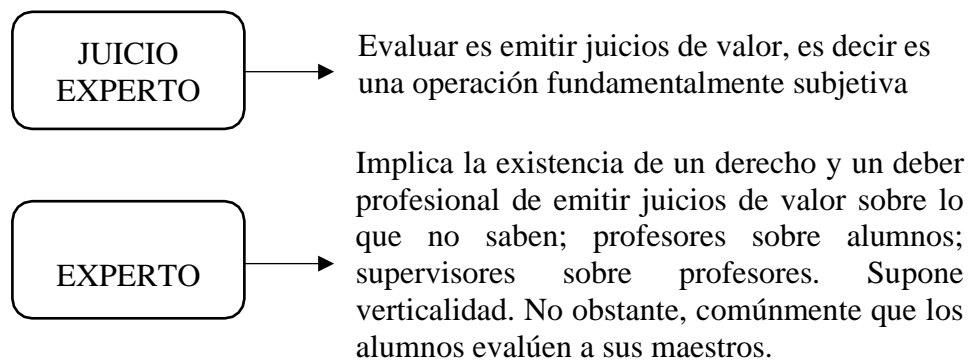 JUICIO
EXPERTO
Evaluar es emitir juicios de valor, es decir es
una operación fundamentalmente subjetiva
EXPERTO
Implica la existencia de un derecho y un deber
profesional de emitir juicios de valor sobre lo
que no saben; profesores sobre alumnos;
supervisores sobre profesores. Supone
verticalidad. No obstante, comúnmente que los
alumnos evalúen a sus maestros.